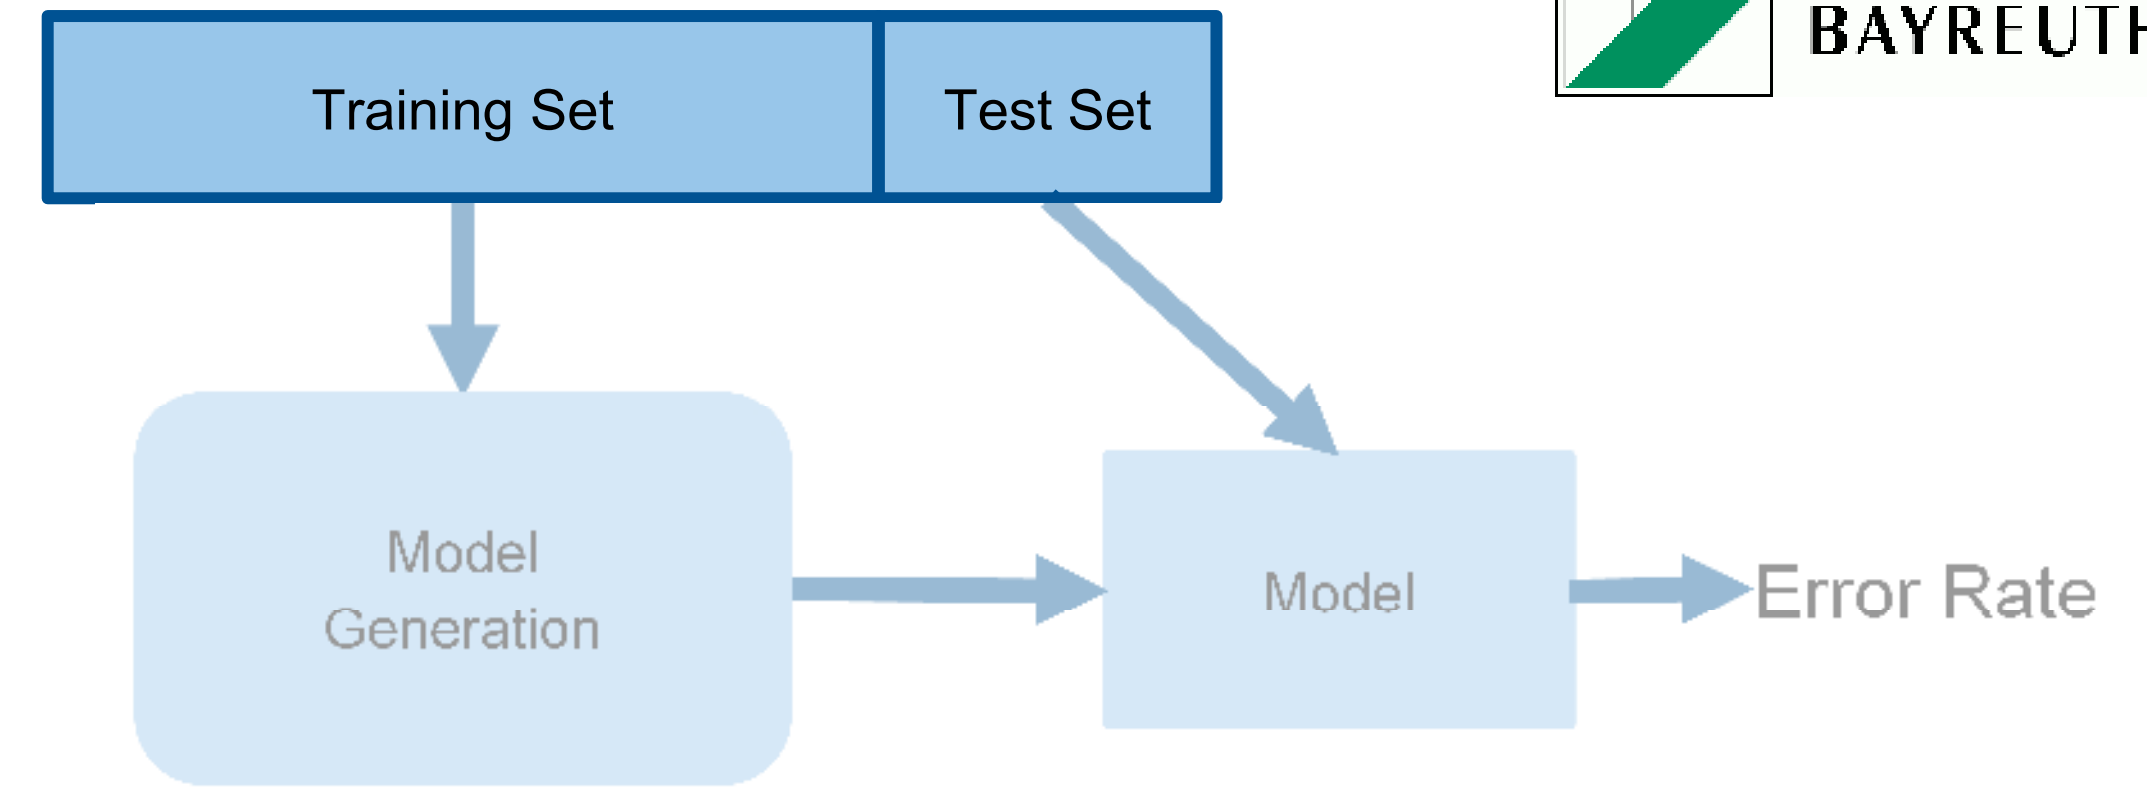 BAYREUTH
Training Set
Test Set
Model
Generation
Model
Error Rate